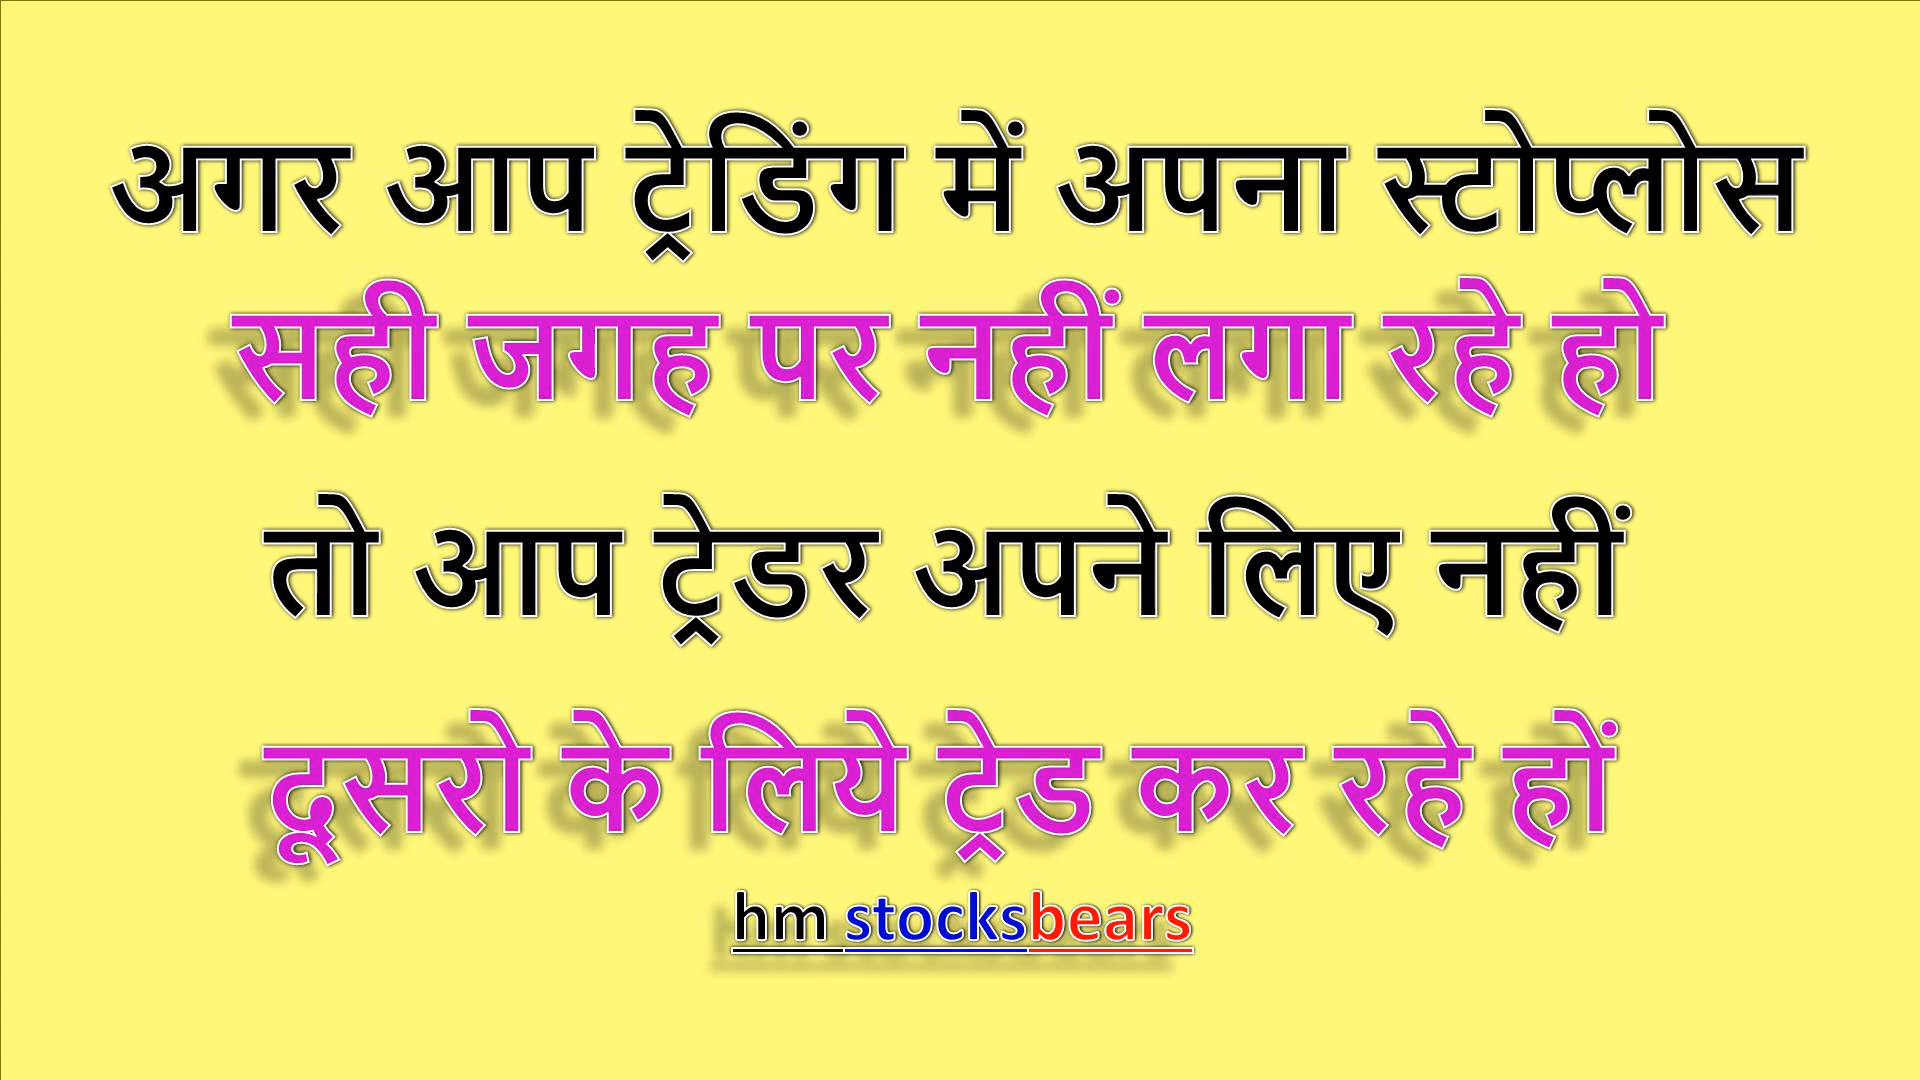 अगर आप ट्रेडिंग में अपना स्टोप्लोस
सही जगह पर नहीं लगा रहे हो
तो आप ट्रेडर अपने लिए नहीं
दूसरो के लिये ट्रेड कर रहे हों
hm stocksbears